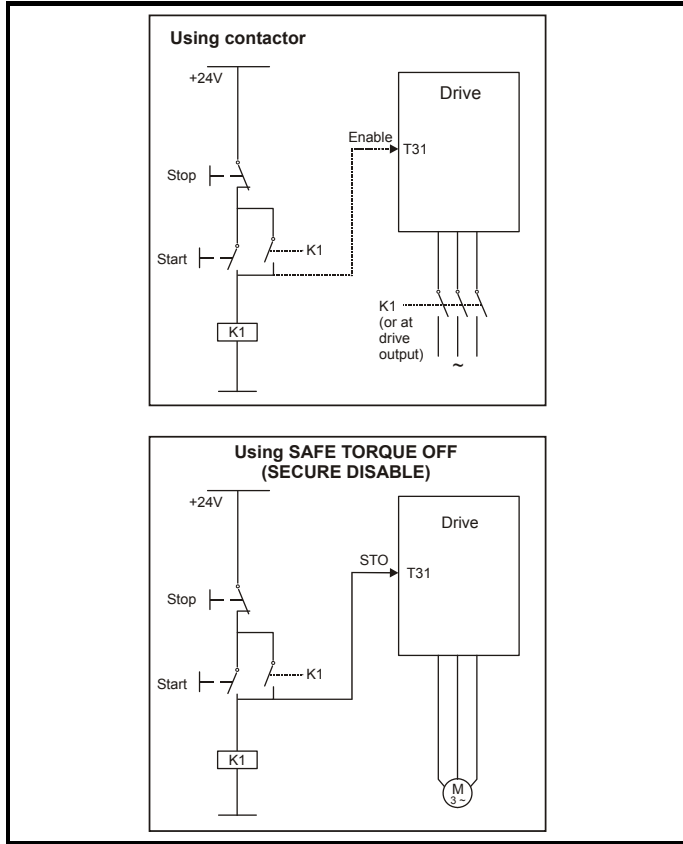 Using contactor
+24V
Drive
Enable
T31
Stop
Start
K1
K1
K1
(or at
drive
output)
~
Using SAFE TORQUE OFF
(SECURE DISABLE)
+24V
Drive
STO
T31
Stop
Start
K1
K1
M
3 ~